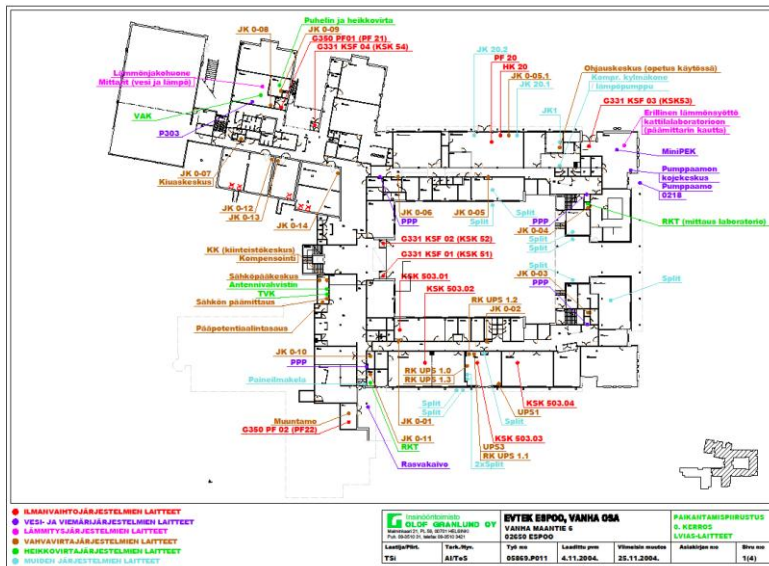 Puhelin ja heikkovirta
JK 0-08
JK 0-09
G350 PF01 (PF 21)
G331 KSF 04 (KSK 54)
Lämmönjakohuone
Mittarit (vesi ja lämpö)
VAK
P303
JK 20.2
PF 20
HK 20
JK 0-05.1
JK 20.1
JK1
Ohjauskeskus (opetus käytössä)
Kompr. kylmäkone
lämpöpumppu
G331 KSF 03 (KSK53)
Erillinen lämmönsyöttö
kattilalaboratorioon
(päämittarin kautta)
MiniPEK
Pumppaamon
kojekeskus
Pumppaamo
0218
RKT (mittaus laboratorio)
JK 0-07
Kiuaskeskus
JK 0-12
JK 0-13
JK 0-14
JK 0-06
PPP
JK 0-05
Split
Split
PPP
JK 0-04
Split
Split
G331 KSF 02 (KSK 52)
G331 KSF 01 (KSK 51)
KK (kiinteistökeskus)
Kompensointi
Sähköpääkeskus
Antennivahvistin
TVK
Sähkön päämittaus
Pääpotentiaalintasaus
KSK 503.01
KSK 503.02
RK UPS 1.2
JK 0-02
Split
JK 0-03
Split
PPP
JK 0-10
PPP
Paineilmakela
RK UPS 1.0
RK UPS 1.3
Split
Split
UPS1
Split
KSK 503.04
KSK 503.03
Muuntamo
G350 PF 02 (PF22)
JK 0-01
JK 0-11
RKT
Rasvakaivo
UPS3
RK UPS 1.1
2xSplit
ILMANVAIHTOJÄRJESTELMIEN LAITTEET
VESI- JA VIEMÄRIJÄRJESTELMIEN LAITTEET
LÄMMITYSJÄRJESTELMIEN LAITTEET
VAHVAVIRTAJÄRJESTELMIEN LAITTEET
HEIKKOVIRTAJÄRJESTELMIEN LAITTEET
MUIDEN JÄRJESTELMIEN LAITTEET
Insinööritoimisto
OLOF GRANLUND OY
EVTEK ESPOO, VANHA OSA
VANHA MAANTIE 6
02650 ESPOO
PAIKANTAMISPIIRUSTUS
0. KERROS
LVIAS-LAITTEET
Laatija/Piirt.
Tark./Hyv.
Työ no
Laadittu pvm
Viimeisin muutos
Asiakirjan no
Sivu no
TSi
AI/ToS
05869.P011
4.11.2004.
25.11.2004.
1(4)